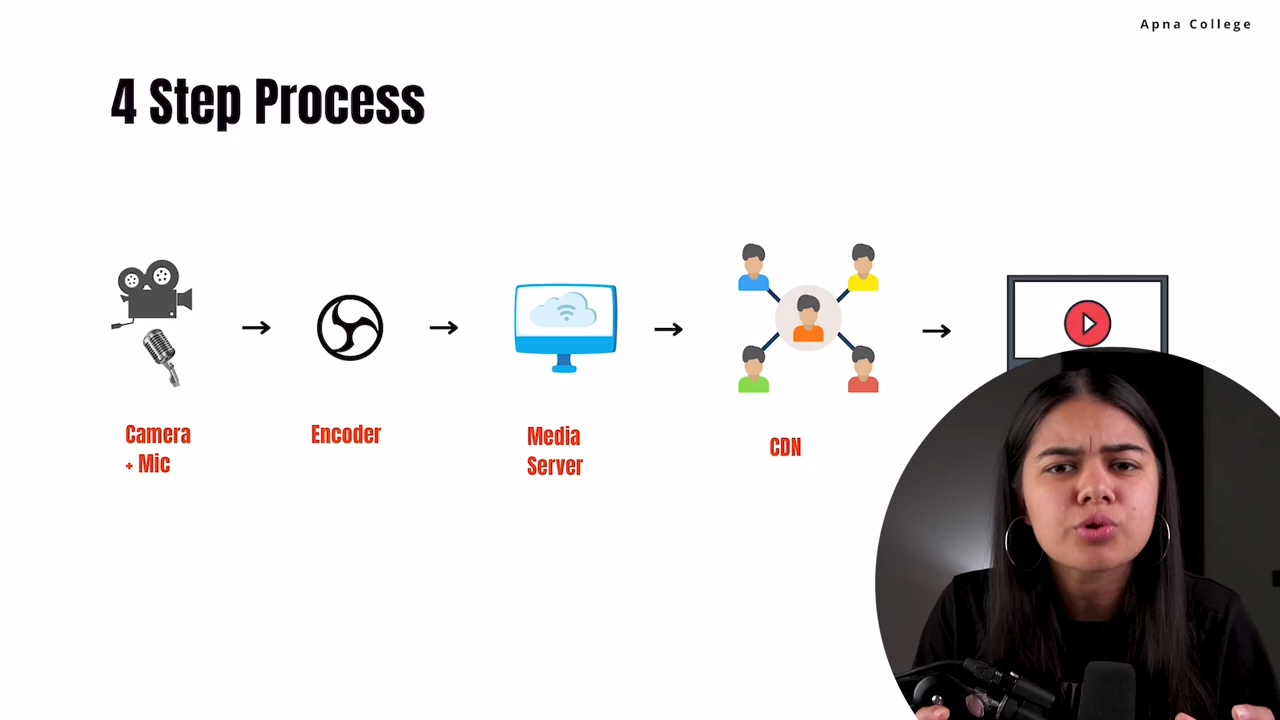 Apna College
4 Step Process
Camera
+ Mic
Encoder
Media
Server
CDN